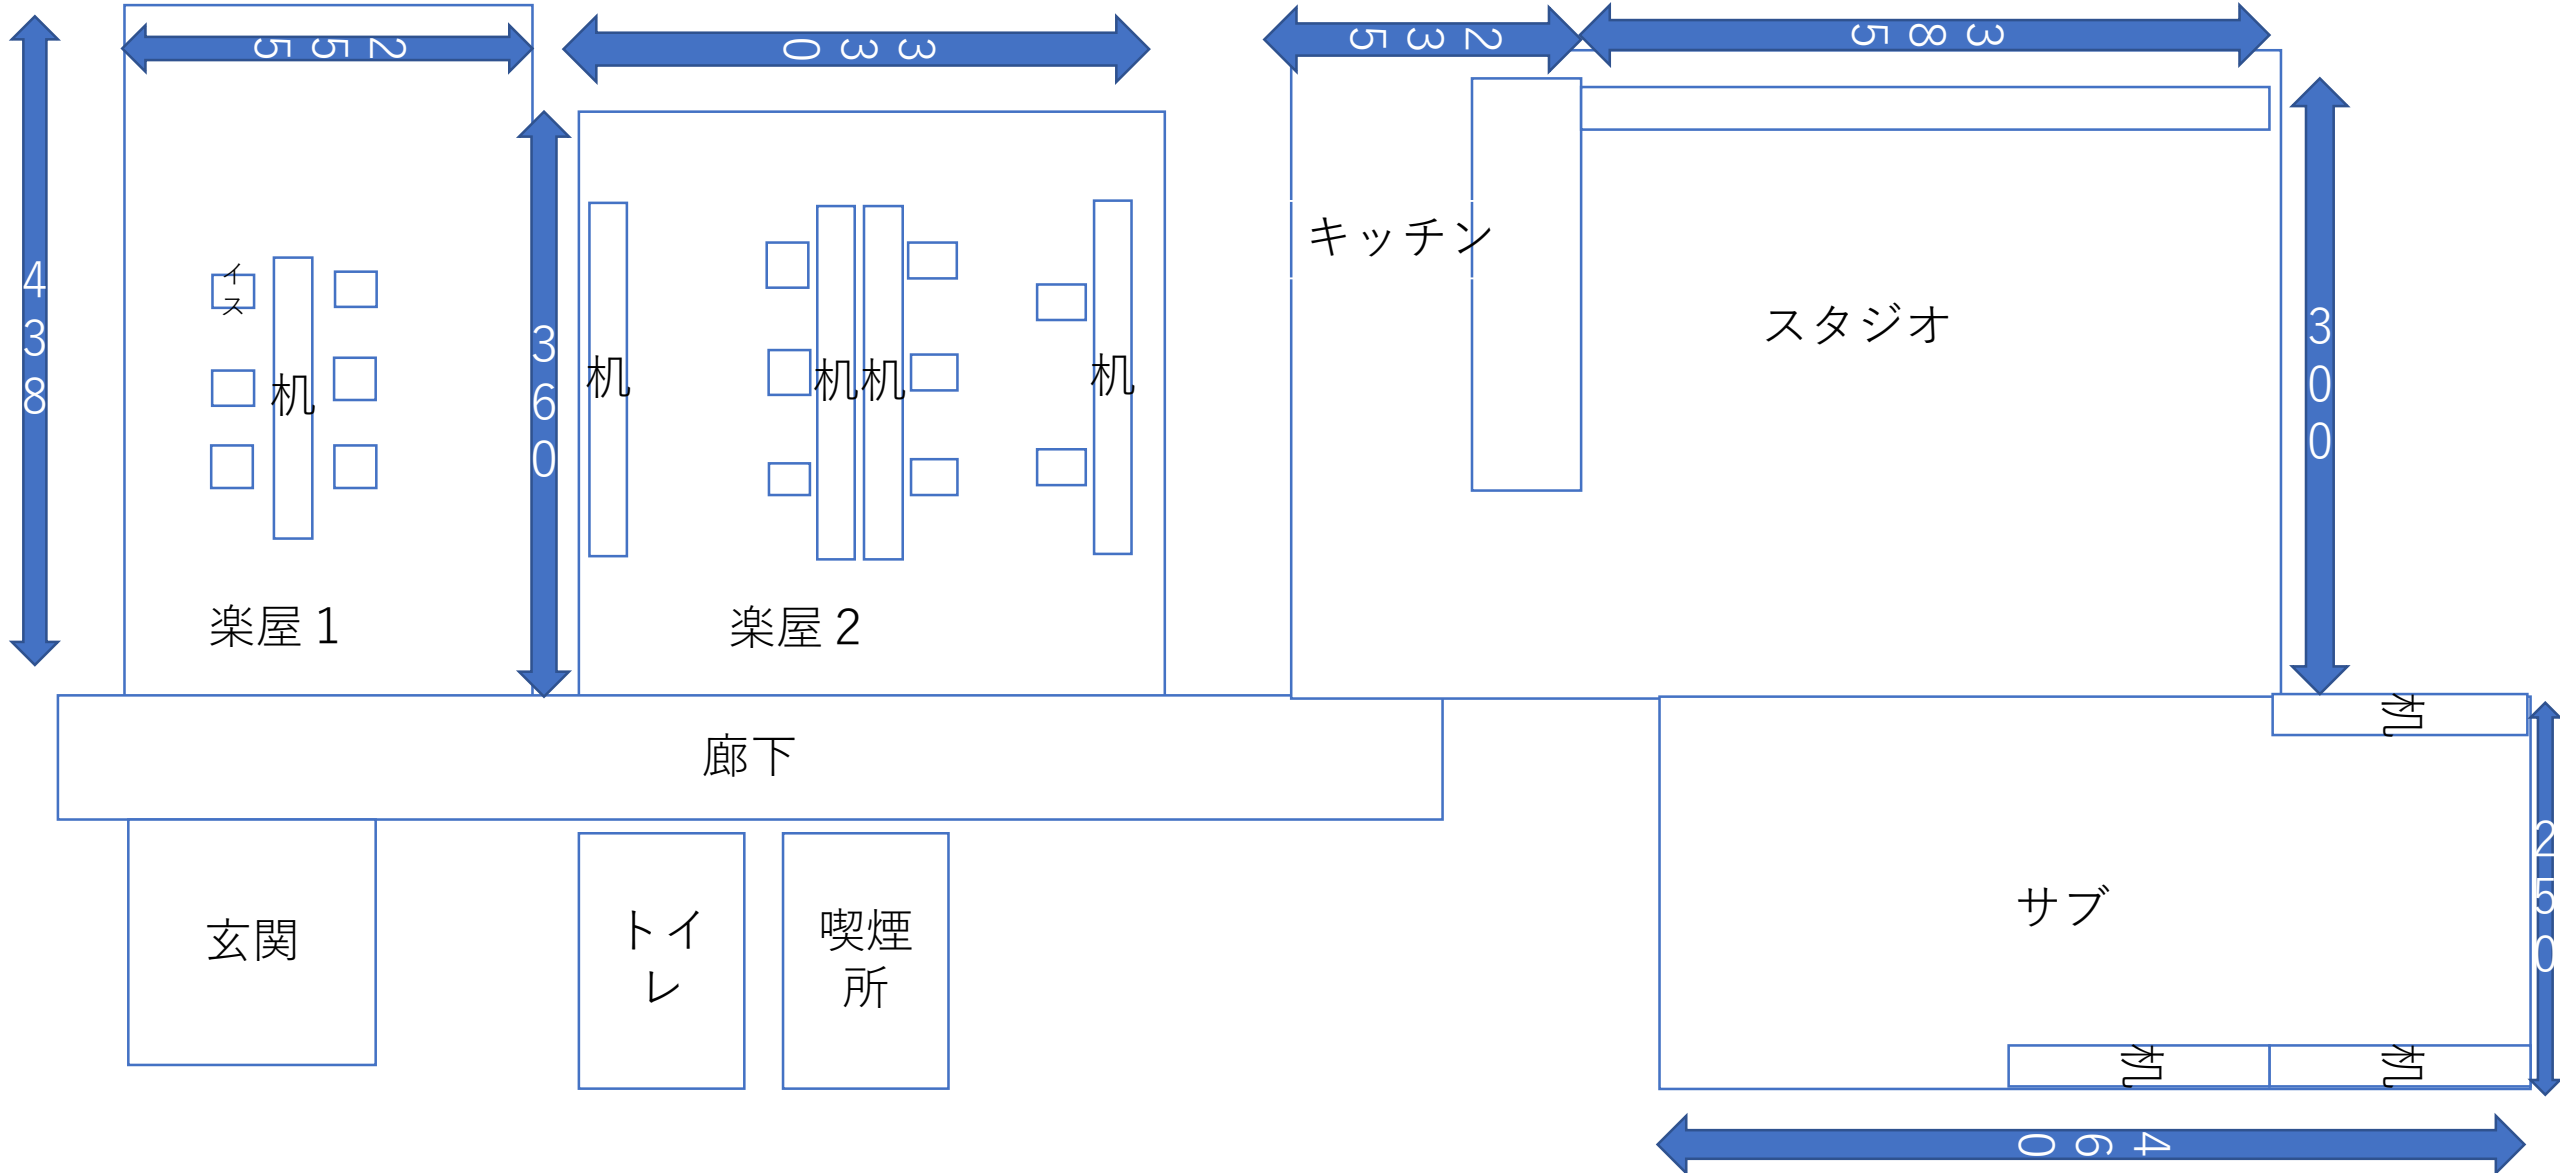 255
330
235
385
438
360
300
キッチン
スタジオ
イス
机
机
机
机
机
楽屋１
楽屋２
廊下
机
玄関
トイレ
喫煙所
サブ
250
机
机
460